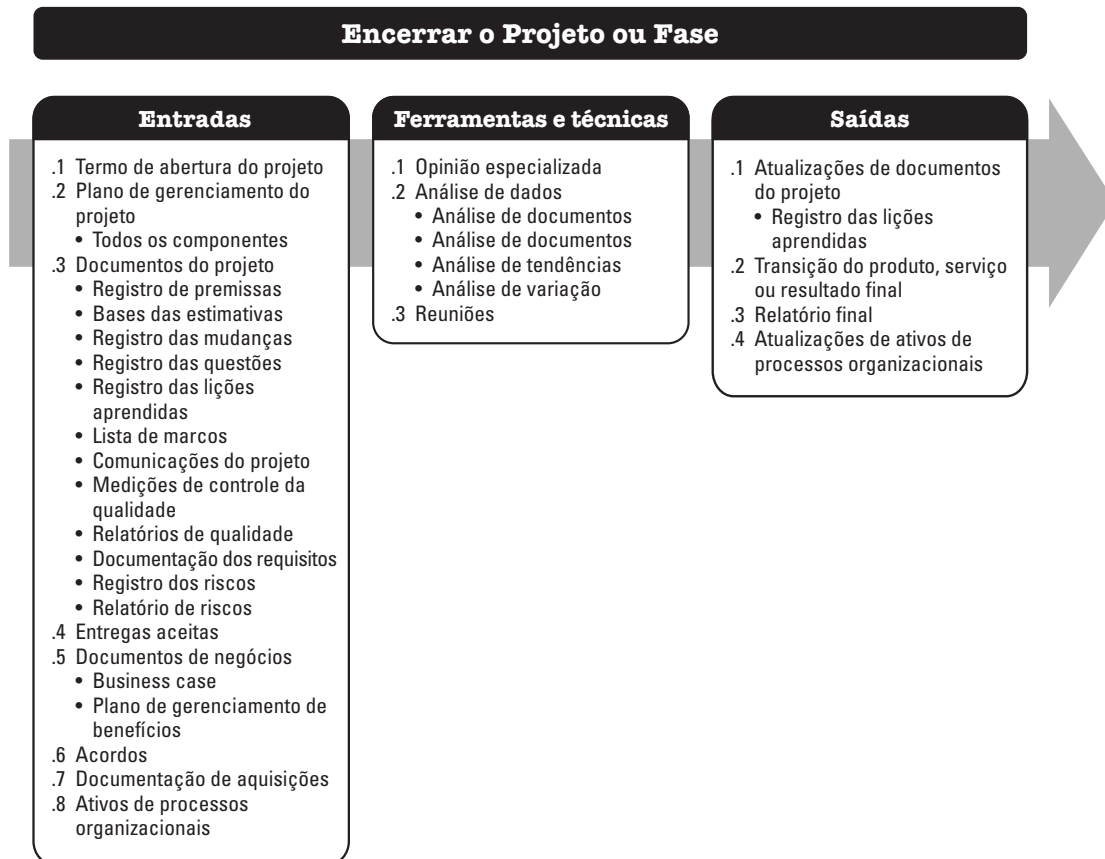 Encerrar o Projeto ou Fase
Entradas
.1 Termo de abertura do projeto
.2 Plano de gerenciamento do
projeto
• Todos os componentes
.3 Documentos do projeto
• Registro de premissas
• Bases das estimativas
• Registro das mudanças
• Registro das questões
• Registro das lições
aprendidas
• Lista de marcos
• Comunicações do projeto
• Medições de controle da
qualidade
• Relatórios de qualidade
• Documentação dos requisitos
• Registro dos riscos
• Relatório de riscos
.4 Entregas aceitas
.5 Documentos de negócios
• Business case
• Plano de gerenciamento de
benefícios
.6 Acordos
.7 Documentação de aquisições
.8 Ativos de processos
organizacionais
Ferramentas e técnicas
.1 Opinião especializada
.2 Análise de dados
• Análise de documentos
• Análise de documentos
• Análise de tendências
• Análise de variação
.3 Reuniões
Saídas
.1 Atualizações de documentos
do projeto
• Registro das lições
aprendidas
.2 Transição do produto, serviço
ou resultado final
.3 Relatório final
.4 Atualizações de ativos de
processos organizacionais